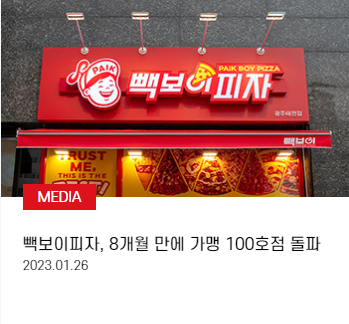 PAIK
PAIK BOY PIZZA
빽보이피자
광주태전점
빽보이
TRUST
ME,
THIS IS
THE
MEDIA
빽보이피자, 8개월 만에 가맹 100호점 돌파
2023.01.26